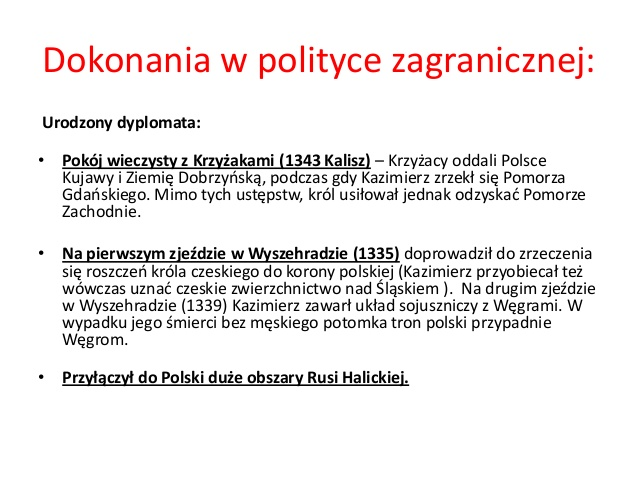 Dokonania w polityce zagranicznej:
Urodzony dyplomata:
• Pokój wieczysty z Krzyżakami (1343 Kalisz) – Krzyżacy oddali Polsce
Kujawy i Ziemię Dobrzyńską, podczas gdy Kazimierz zrzekł się Pomorza
Gdańskiego. Mimo tych ustępstw, król usiłował jednak odzyskać Pomorze
Zachodnie.
• Na pierwszym zjeździe w Wyszehradzie (1335) doprowadził do zrzeczenia
się roszczeń króla czeskiego do korony polskiej (Kazimierz przyobiecał też
wówczas uznać czeskie zwierzchnictwo nad Śląskiem ). Na drugim zjeździe
w Wyszehradzie (1339) Kazimierz zawarł układ sojuszniczy z Węgrami. W
wypadku jego śmierci bez męskiego potomka tron polski przypadnie
Węgrom.
• Przyłączył do Polski duże obszary Rusi Halickiej.